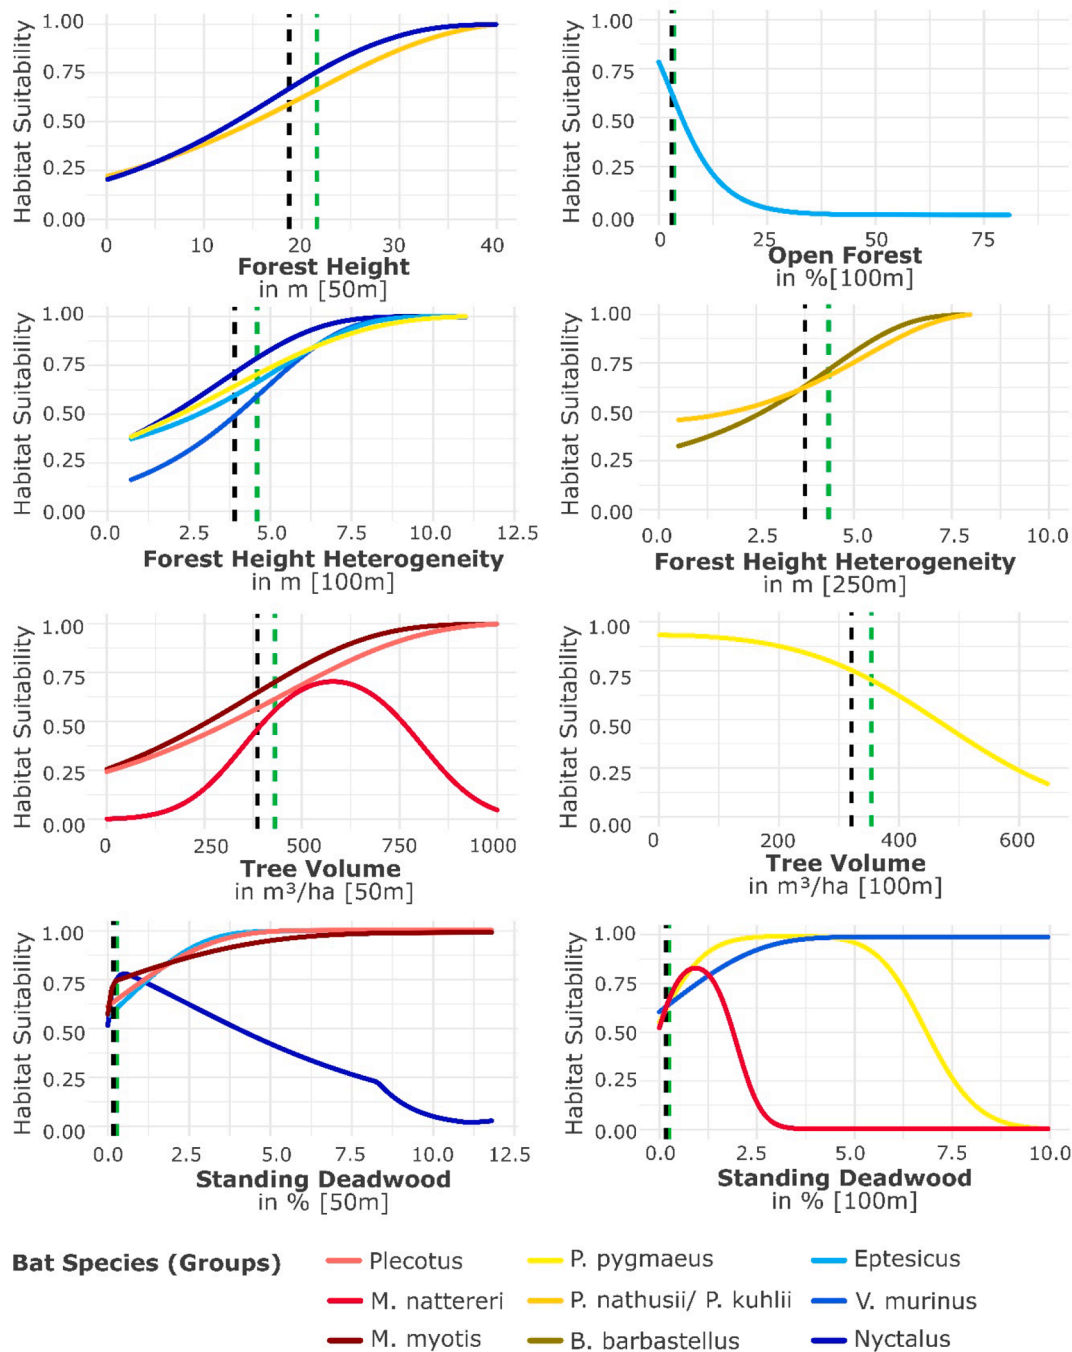 Habitat Suitability
1.00
0.75
0.50
0.25
0.00
0 10 20 30 40
Forest Height
in m [50m]
Habitat Suitability
1.00
0.75
0.50
0.25
0.00
0 25 50 75
Open Forest
in %[100m]
Habitat Suitability
1.00
0.75
0.50
0.25
0.00
0.0 2.5 5.0 7.5 10.0 12.5
Forest Height Heterogeneity
in m [100m]
Habitat Suitability
1.00
0.75
0.50
0.25
0.00
0.0 2.5 5.0 7.5 10.0
Forest Height Heterogeneity
in m [250m]
Habitat Suitability
1.00
0.75
0.50
0.25
0.00
0 250 500 750 1000
Tree Volume
in m³/ha [50m]
Habitat Suitability
1.00
0.75
0.50
0.25
0.00
0 200 400 600
Tree Volume
in m³/ha [100m]
Habitat Suitability
1.00
0.75
0.50
0.25
0.00
0.0 2.5 5.0 7.5 10.0 12.5
Standing Deadwood
in % [50m]
Habitat Suitability
1.00
0.75
0.50
0.25
0.00
0.0 2.5 5.0 7.5 10.0
Standing Deadwood
in % [100m]
Bat Species (Groups)
Plecotus
P. pygmaeus
Eptesicus
M. nattereri
P. nathusii/ P. kuhlii
V. murinus
M. myotis
B. barbastellus
Nyctalus